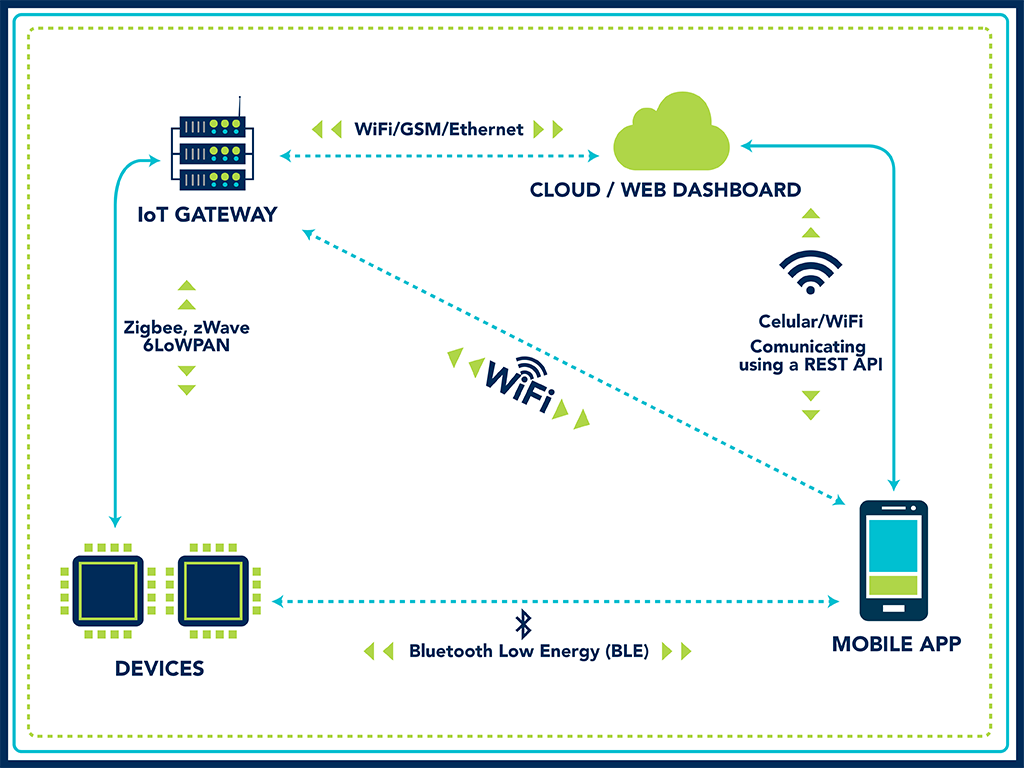 WiFi/GSM/Ethernet
CLOUD / WEB DASHBOARD
IoT GATEWAY
Zigbee, zWave
6LoWPAN
Celular/WiFi
Comunicating
using a REST API
WiFi
Bluetooth Low Energy (BLE)
MOBILE APP
DEVICES